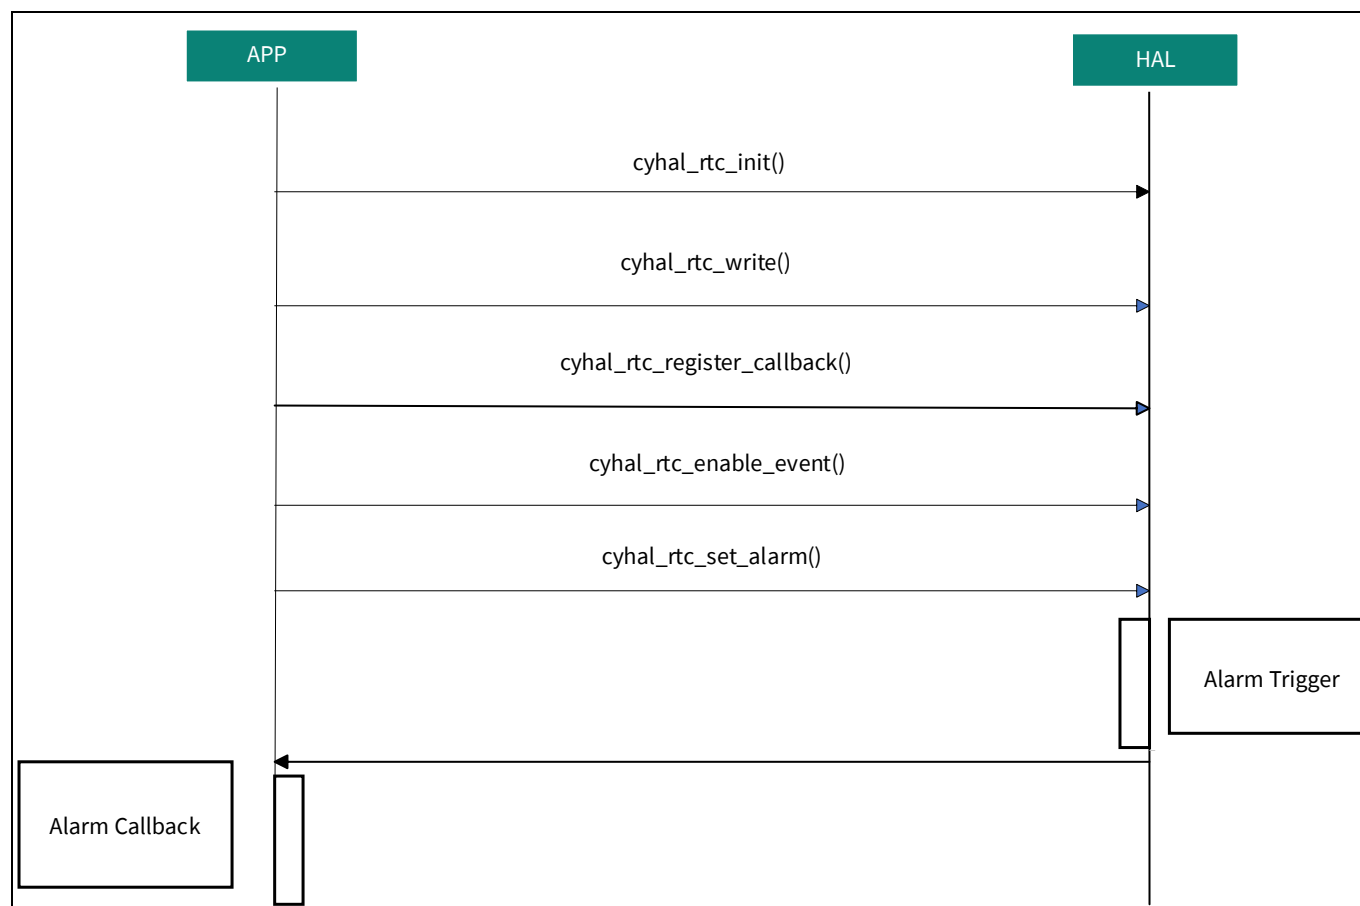 APP
HAL
cyhal_rtc_init()
cyhal_rtc_write()
cyhal_rtc_register_callback()
cyhal_rtc_enable_event()
cyhal_rtc_set_alarm()
Alarm Trigger
Alarm Callback